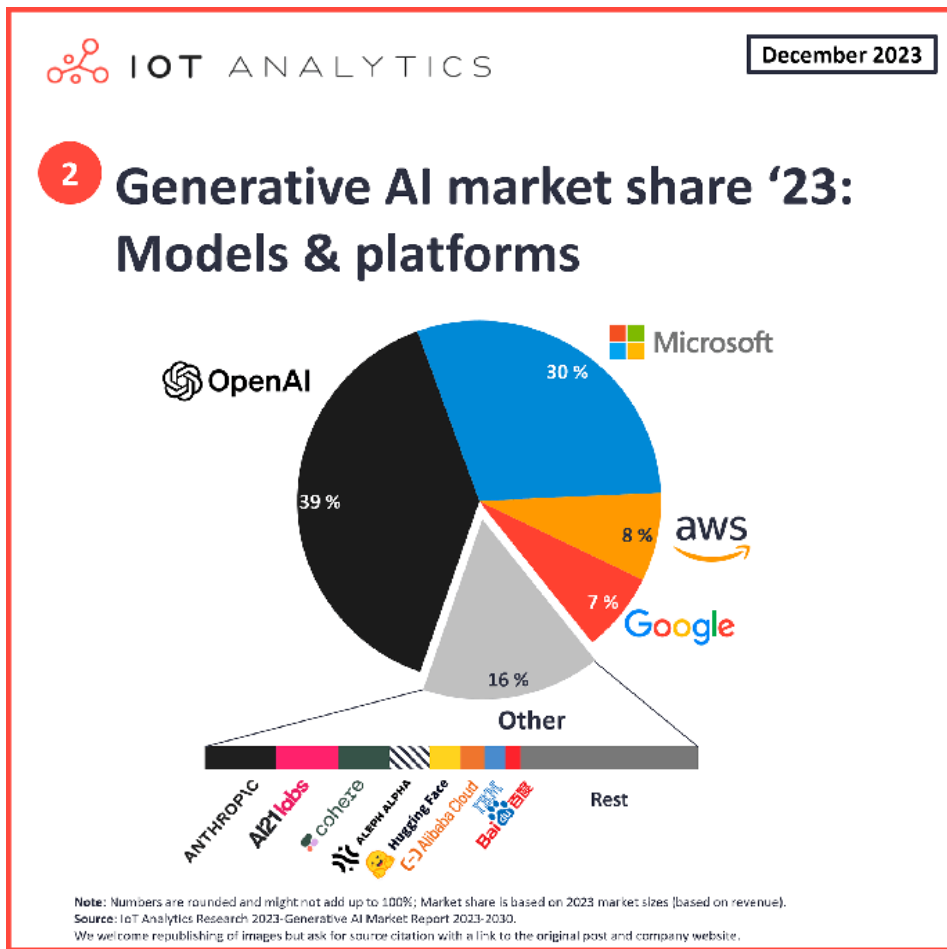 IOT ANALYTICS
December 2023
2
Generative AI market share ‘23:
Models & platforms
Microsoft
30 %
OpenAI
39 %
aws
8 %
7 %
Google
16 %
Other
ANTHROP\C
AI21labs
cohere
ALEPH ALPHA
Hugging Face
Alibaba Cloud
IBM
Bai du 百度
Rest
Note: Numbers are rounded and might not add up to 100%; Market share is based on 2023 market sizes (based on revenue).
Source: IoT Analytics Research 2023-Generative AI Market Report 2023-2030.
We welcome republishing of images but ask for source citation with a link to the original post and company website.